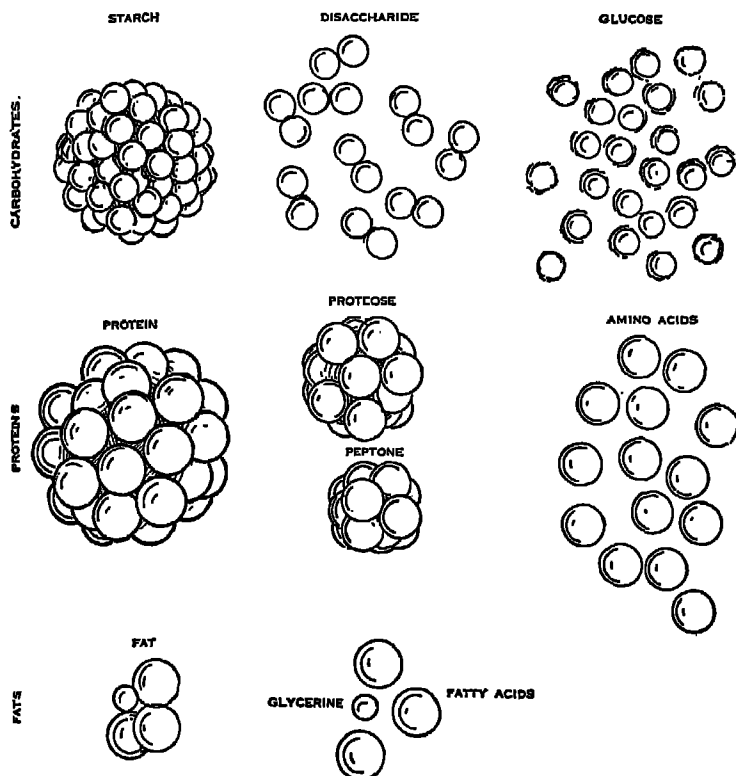 STARCH
DISACCHARIDE
GLUCOSE
CARBOHYDRATES.
PROTEIN
PROTEOSE
AMINO ACIDS
PEPTONE
PROTEINS
FAT
GLYCERINE
FATTY ACIDS
FATS